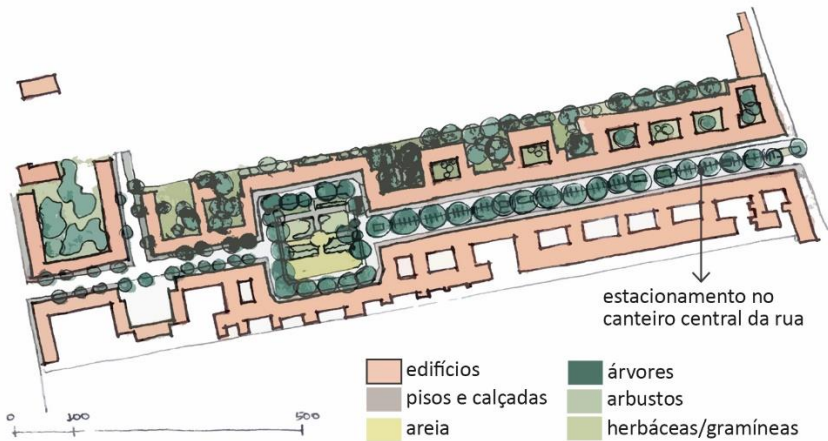 estacionamento no
canteiro central da rua
edifícios
pisos e calçadas
areia
árvores
arbustos
herbáceas/gramíneas
0 100 500